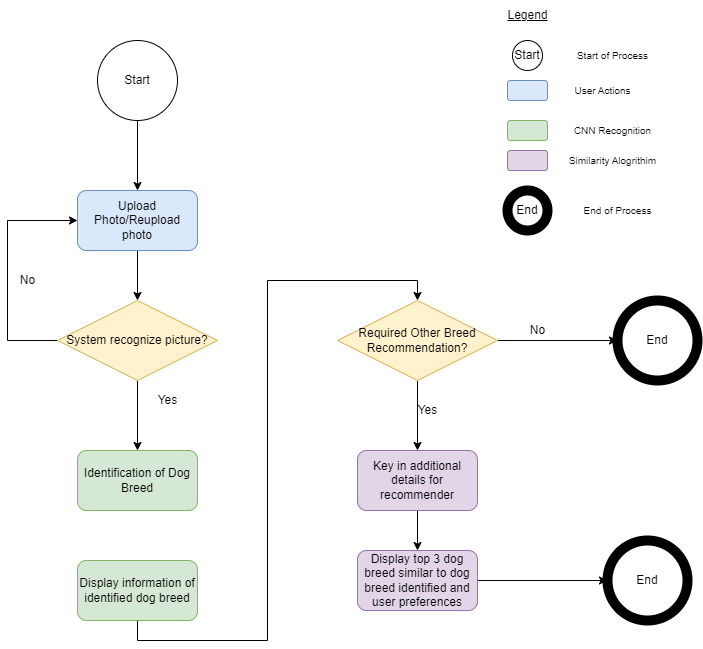 Legend
Start
Start of Process
User Actions
CNN Recognition
Similarity Alogrithim
End
End of Process
Start
Upload
Photo/Reupload
photo
No
System recognize picture?
Yes
Identification of Dog
Breed
Display information of
identified dog breed
Required Other Breed
Recommendation?
No
End
Yes
Key in additional
details for
recommender
Display top 3 dog
breed similar to dog
breed identified and
user preferences
End